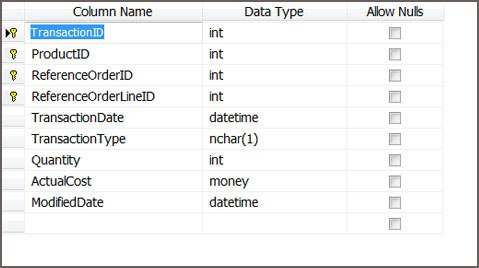 Column Name Data Type Allow Nulls
TransactionID int
ProductID int
ReferenceOrderID int
ReferenceOrderLineID int
TransactionDate datetime
TransactionType nchar(1)
Quantity int
ActualCost money
ModifiedDate datetime